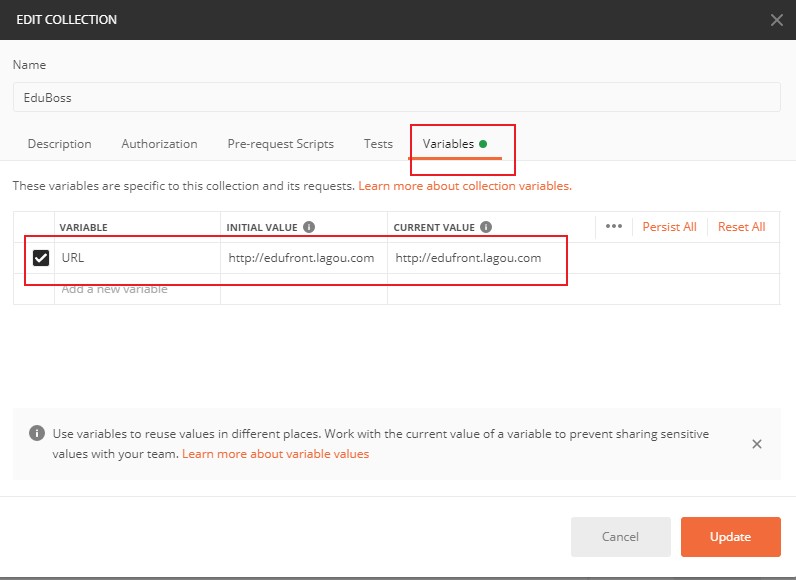 EDIT COLLECTION
Name
EduBoss
Description Authorization Pre-request Scripts Tests Variables
These variables are specific to this collection and its requests. Learn more about collection variables.
VARIABLE INITIAL VALUE CURRENT VALUE ••• Persist All Reset All
URL http://edufront.lagou.com http://edufront.lagou.com
Add a new variable
Use variables to reuse values in different places. Work with the current value of a variable to prevent sharing sensitive
values with your team. Learn more about variable values
Cancel Update